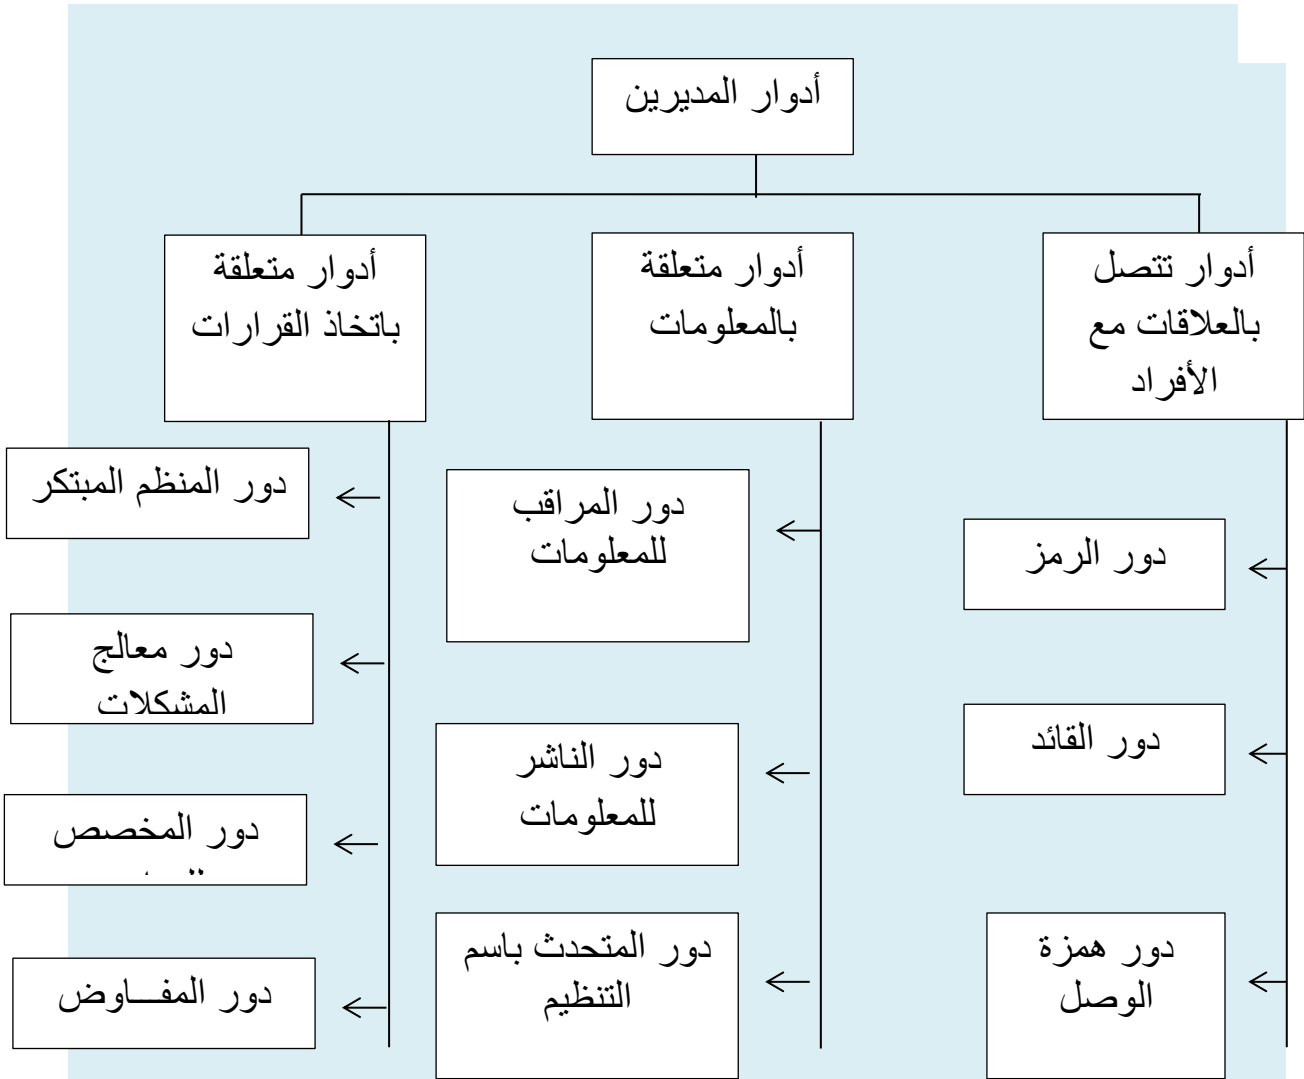 أدوار المديرين
أدوار تتصل
بالعلاقات مع
الأفراد
أدوار متعلقة
بالمعلومات
أدوار متعلقة
باتخاذ القرارات
دور الرمز
دور القائد
دور همزة
الوصل
دور المراقب
للمعلومات
دور الناشر
للمعلومات
دور المتحدث باسم
التنظيم
دور المنظم المبتكر
دور معالج
المشكلات
دور المخصص
دور المفـــاوض